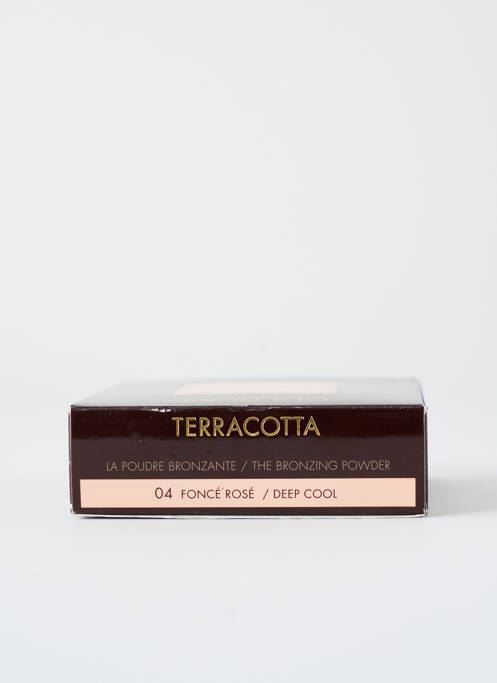 TERRACOTTA
LA POUDRE BRONZANTE / THE BRONZING POWDER
04 FONCÉ ROSÉ / DEEP COOL